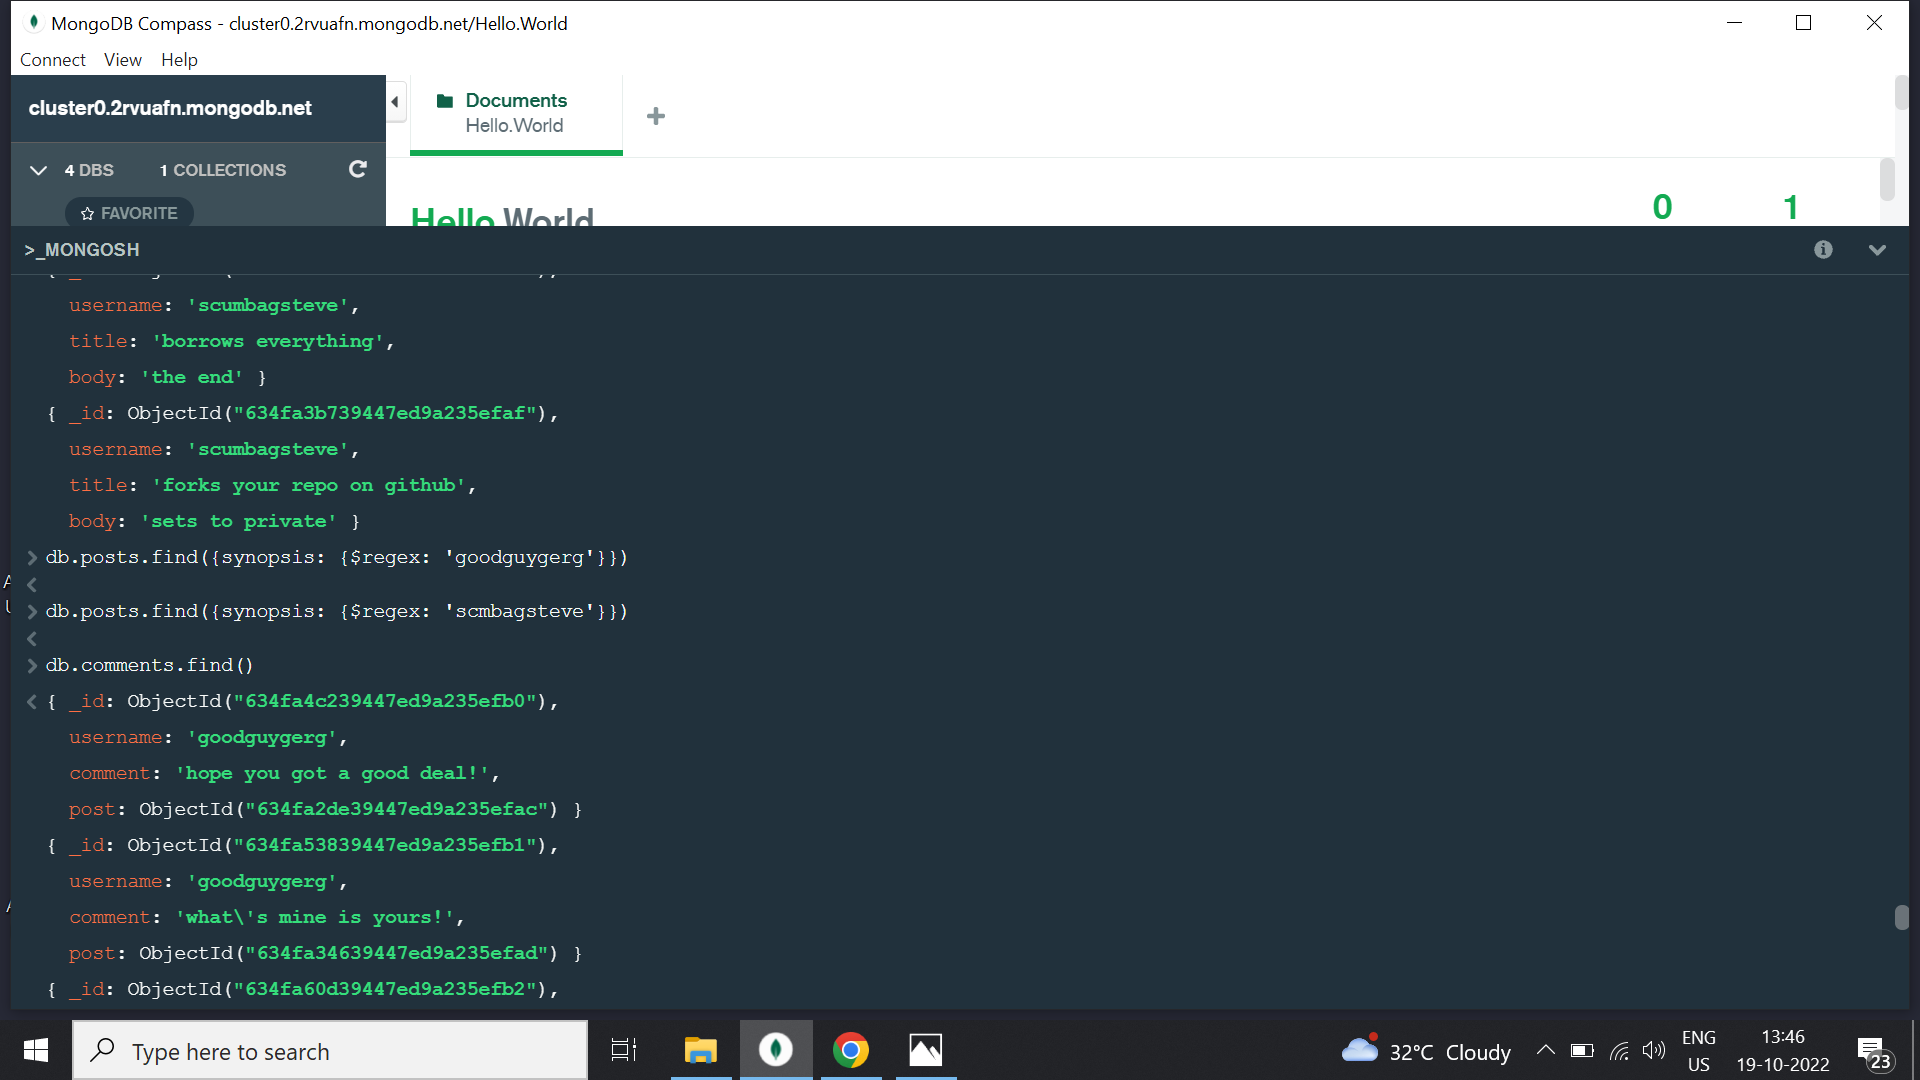 MongoDB Compass - cluster0.2rvuafn.mongodb.net/Hello.World
Connect View Help
cluster0.2rvuafn.mongodb.net
Documents
Hello.World
4 DBS 1 COLLECTIONS
FAVORITE
Hello.World
0 1
>_MONGOSH
username: 'scumbagsteve',
title: 'borrows everything',
body: 'the end' }
{ _id: ObjectId("634fa3b739447ed9a235efaf"),
username: 'scumbagsteve',
title: 'forks your repo on github',
body: 'sets to private' }
> db.posts.find({synopsis: {$regex: 'goodguygerg'}})
<
> db.posts.find({synopsis: {$regex: 'scmbagsteve'}})
<
> db.comments.find()
< { _id: ObjectId("634fa4c239447ed9a235efb0"),
username: 'goodguygerg',
comment: 'hope you got a good deal!',
post: ObjectId("634fa2de39447ed9a235efac") }
{ _id: ObjectId("634fa53839447ed9a235efb1"),
username: 'goodguygerg',
comment: 'what\'s mine is yours!',
post: ObjectId("634fa34639447ed9a235efad") }
{ _id: ObjectId("634fa60d39447ed9a235efb2"),
Type here to search
32°C Cloudy
ENG
US
13:46
19-10-2022
23